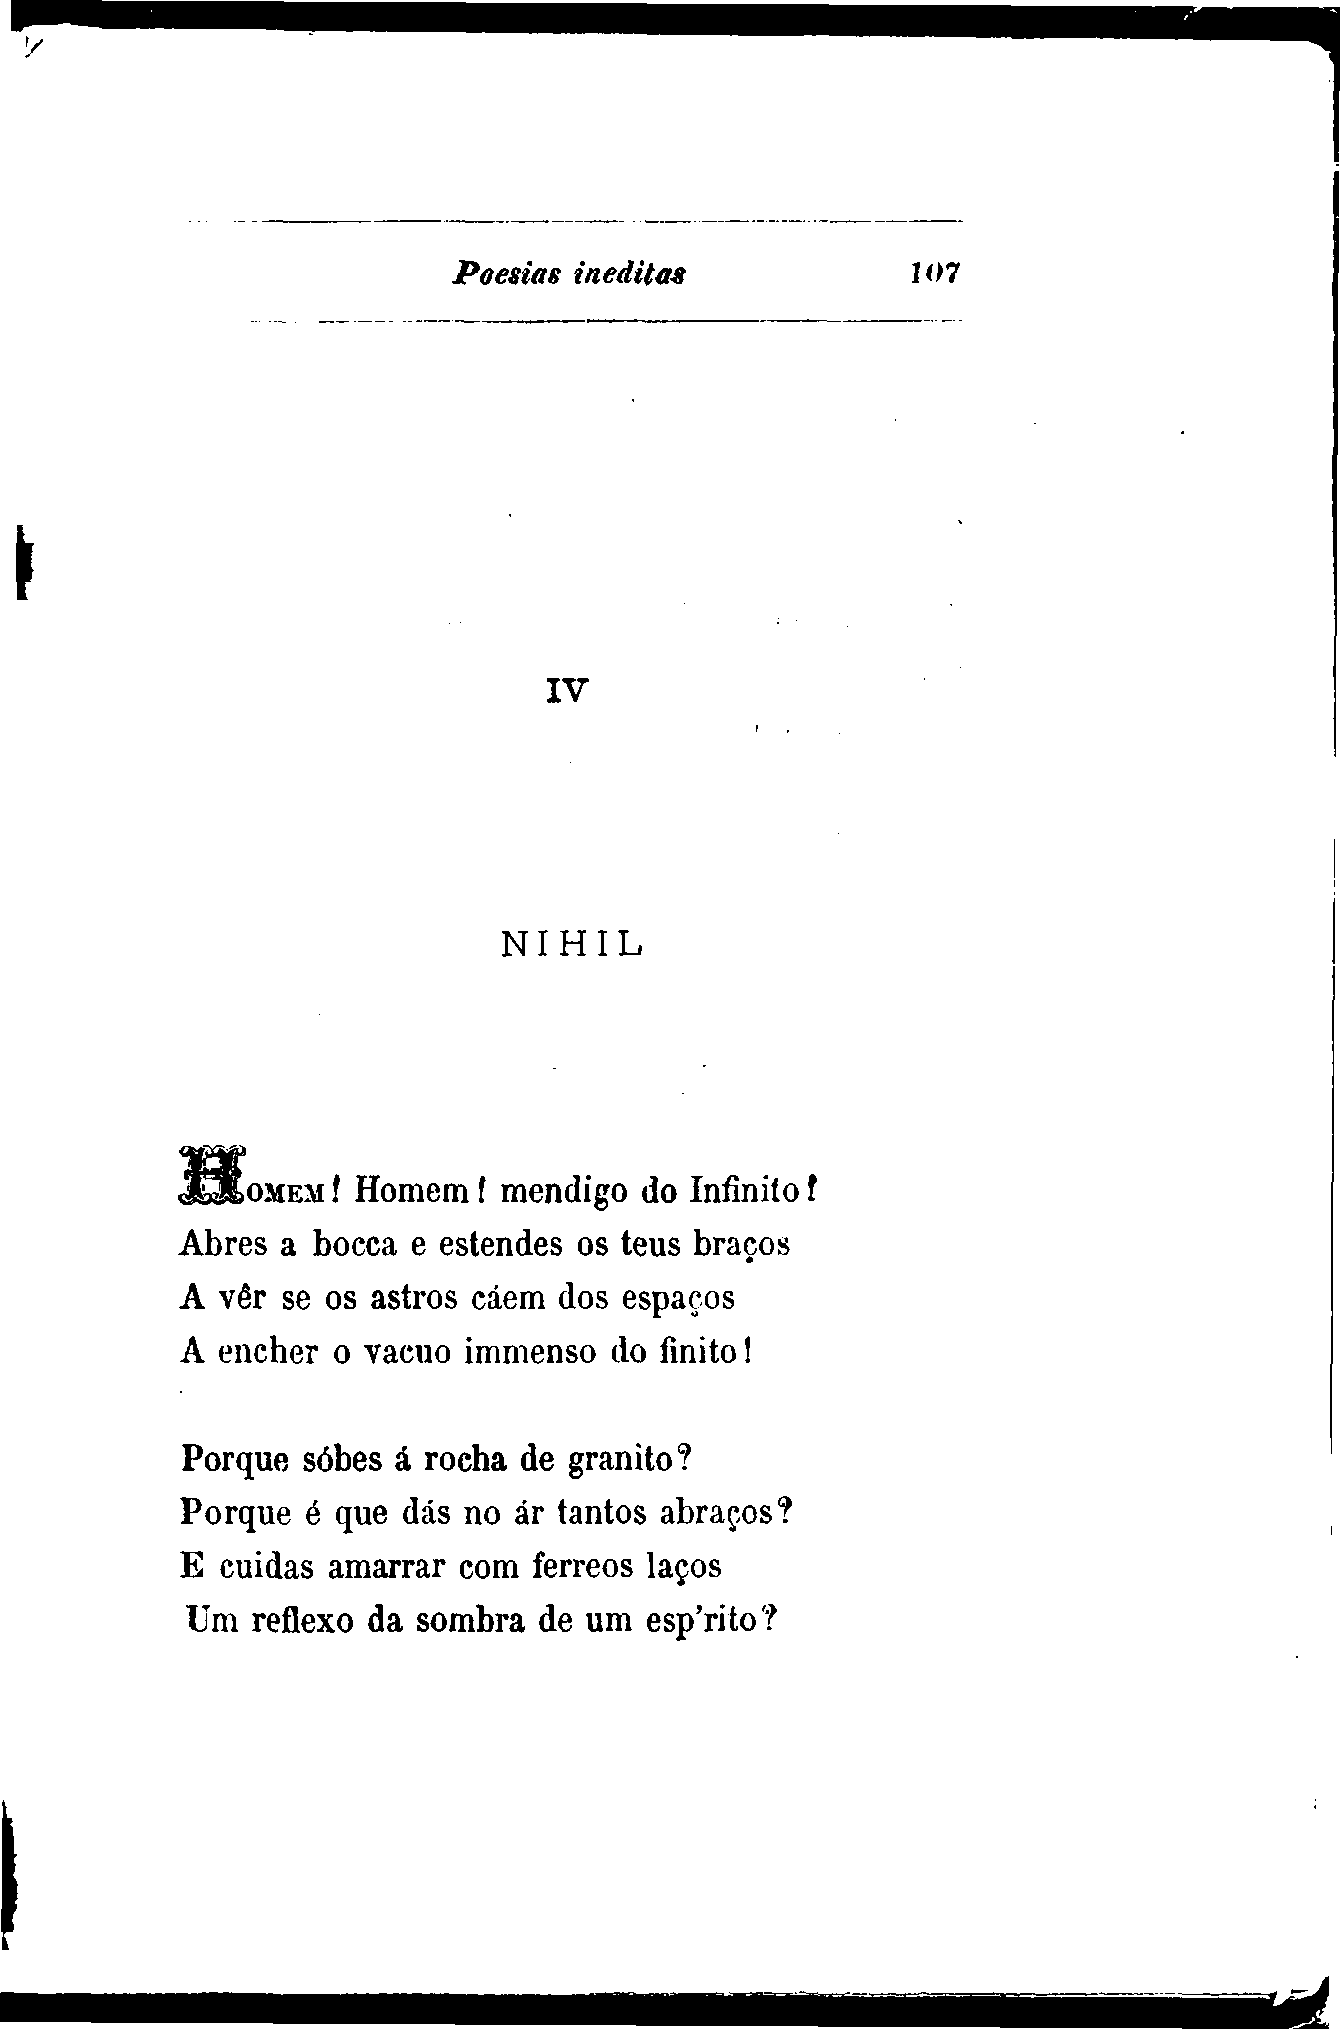 Poesias ineditas 107
IV
NIHIL
HOMEM! Homem! mendigo do Infinito!
Abres a bocca e estendes os teus braços
A vêr se os astros cáem dos espaços
A encher o vacuo immenso do finito!
Porque sóbes á rocha de granito?
Porque é que dás no ár tantos abraços?
E cuidas amarrar com ferreos laços
Um reflexo da sombra de um esp'rito?